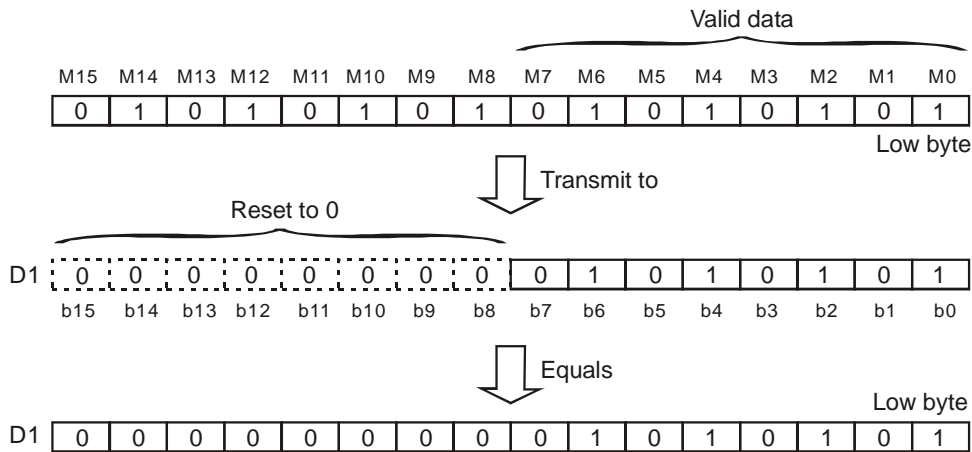 Valid data
M15 M14 M13 M12 M11 M10 M9 M8 M7 M6 M5 M4 M3 M2 M1 M0
0 1 0 1 0 1 0 1 0 1 0 1 0 1 0 1
Low byte
Transmit to
Reset to 0
D1 0 0 0 0 0 0 0 0 0 1 0 1 0 1 0 1
b15 b14 b13 b12 b11 b10 b9 b8 b7 b6 b5 b4 b3 b2 b1 b0
Equals
Low byte
D1 0 0 0 0 0 0 0 0 0 1 0 1 0 1 0 1